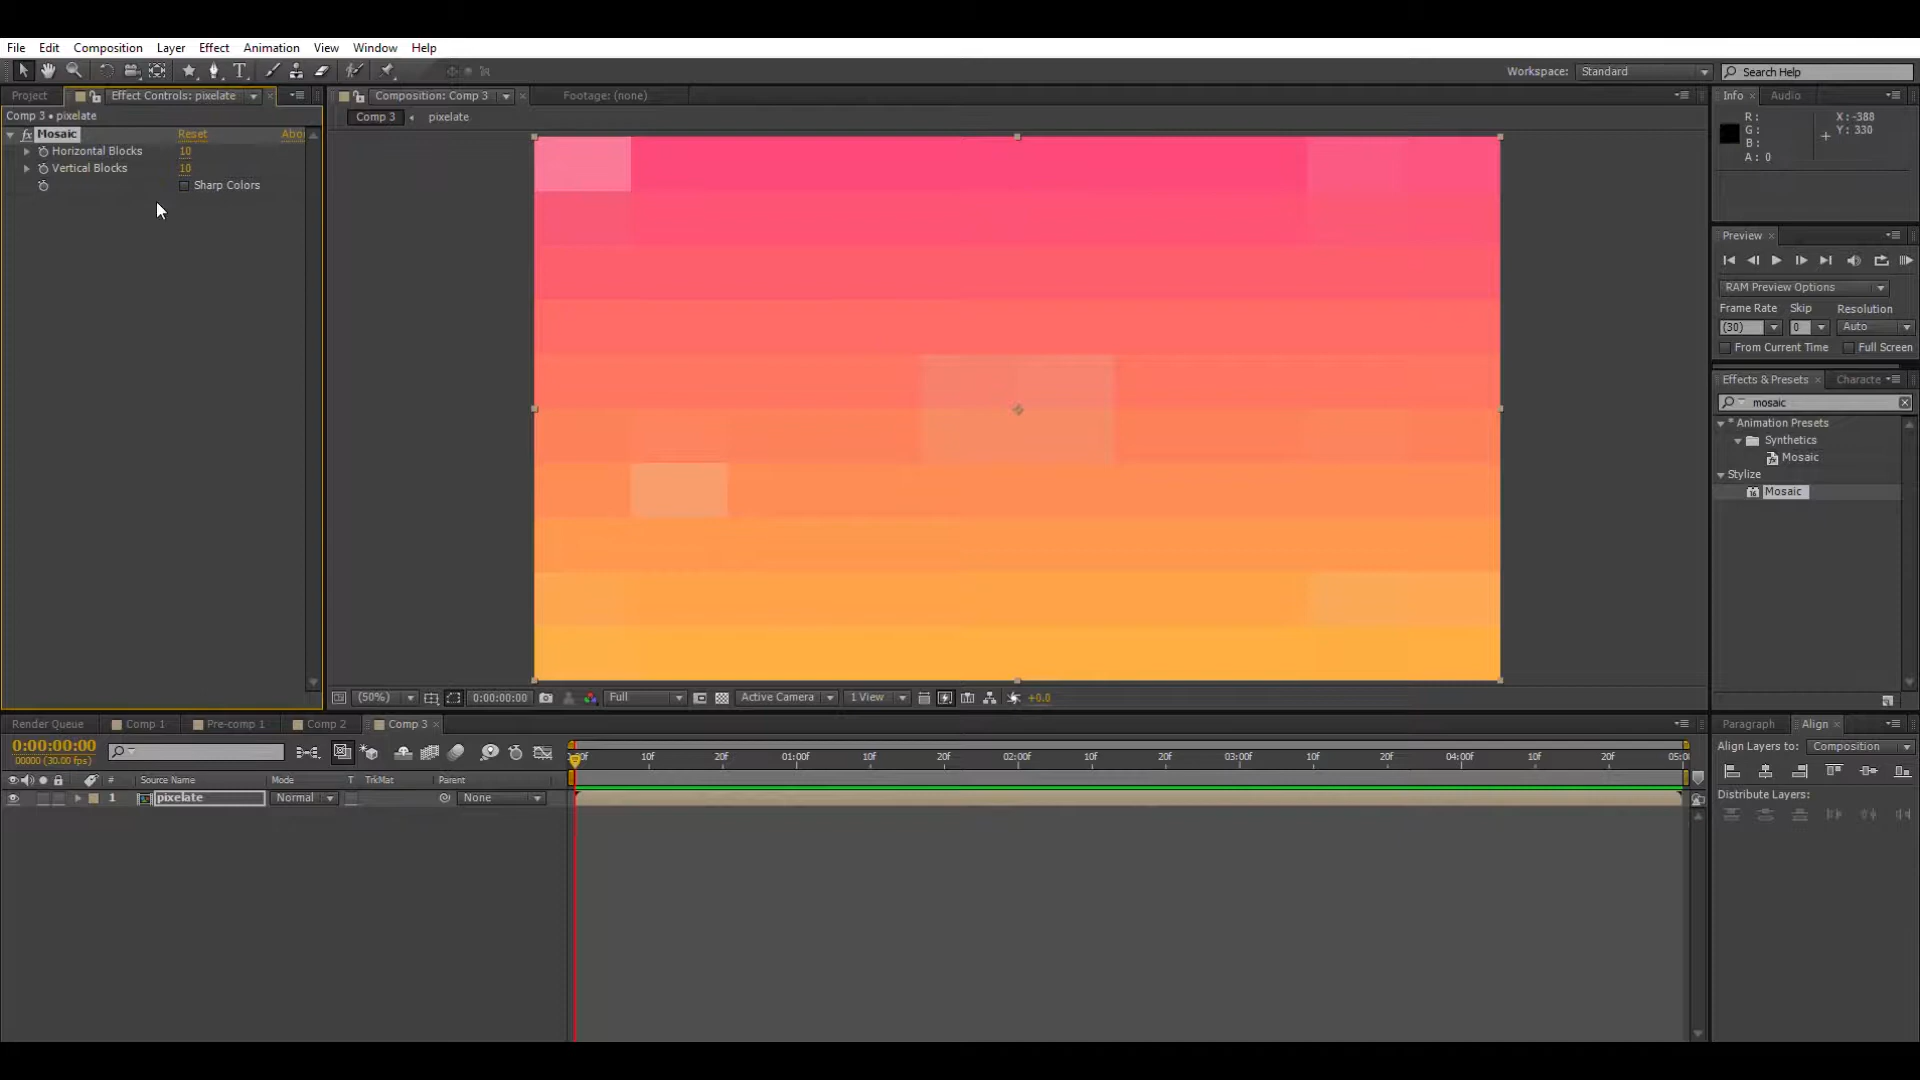 File Edit Composition Layer Effect Animation View Window Help
Workspace: Standard Search Help
Project Effect Controls: pixelate Composition: Comp 3 Footage: (none) Info Audio
Comp 3 • pixelate Comp 3 pixelate
Mosaic Reset Abo
Horizontal Blocks 10
Vertical Blocks 10
Sharp Colors
R: X: -388
G: Y: 330
B:
A: 0
Preview
RAM Preview Options
Frame Rate Skip Resolution
(30) 0 Auto
From Current Time Full Screen
Effects & Presets Characte
mosaic
* Animation Presets
Synthetics
Mosaic
Stylize
Mosaic
(50%) 0:00:00:00 Full Active Camera 1 View +0.0
Render Queue Comp 1 Pre-comp 1 Comp 2 Comp 3 Paragraph Align
0:00:00:00
00000 (30.00 fps)
Align Layers to: Composition
10f 20f 01:00f 10f 20f 02:00f 10f 20f 03:00f 10f 20f 04:00f 10f 20f 05:0
# Source Name Mode T TrkMat Parent
1 pixelate Normal None
Distribute Layers: